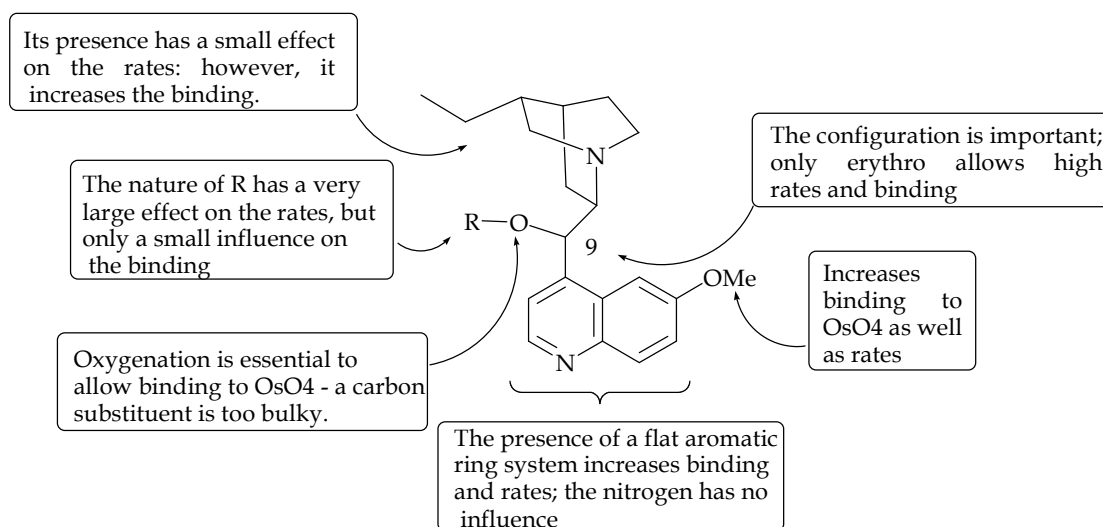 Its presence has a small effect
on the rates: however, it
increases the binding.
The nature of R has a very
large effect on the rates, but
only a small influence on
the binding
Oxygenation is essential to
allow binding to OsO4 - a carbon
substituent is too bulky.
N
R
O
9
OMe
N
The configuration is important;
only erythro allows high
rates and binding
Increases
binding to
OsO4 as well
as rates
The presence of a flat aromatic
ring system increases binding
and rates; the nitrogen has no
influence